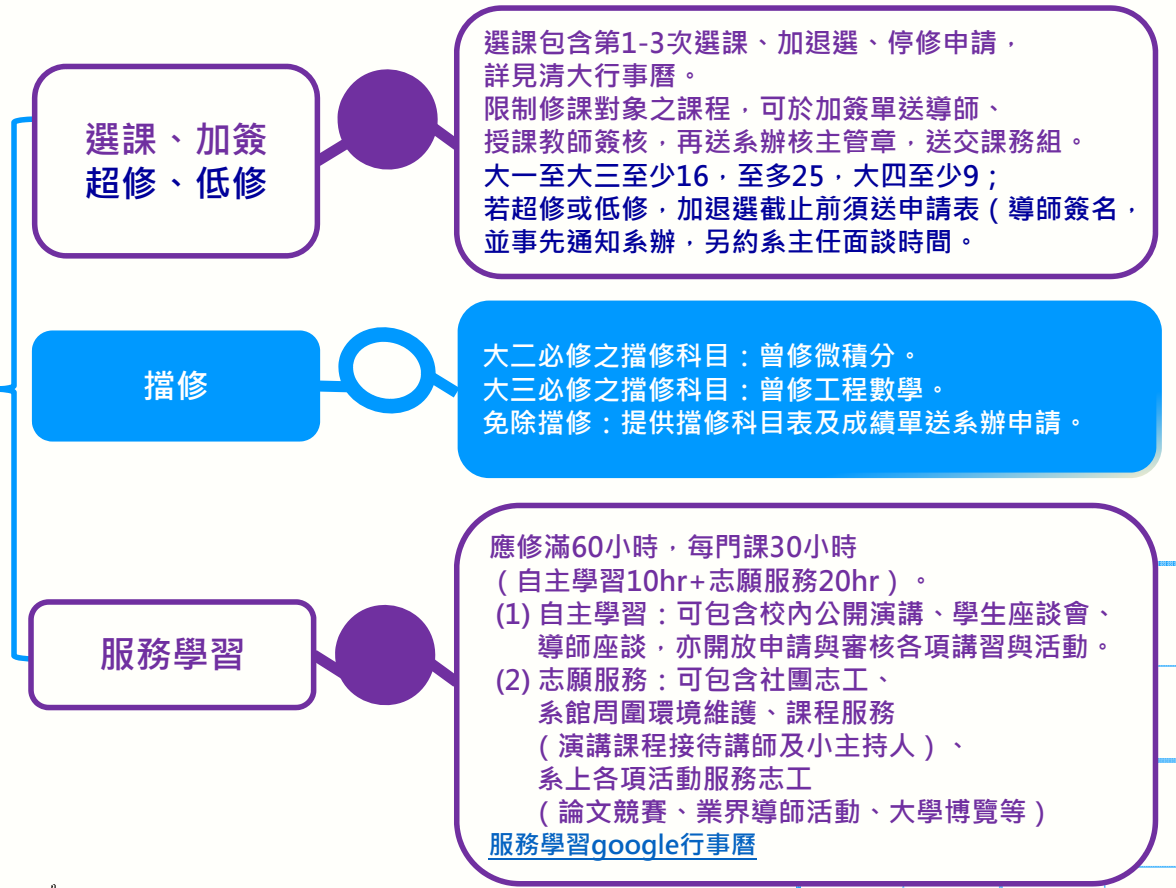 選課、加簽
超修、低修
選課包含第1-3次選課、加退選、停修申請，
詳見清大行事曆。
限制修課對象之課程，可於加簽單送導師、
授課教師簽核，再送系辦核主管章，送交課務組。
大一至大三至少16，至多25，大四至少9；
若超修或低修，加退選截止前須送申請表（導師簽名，
並事先通知系辦，另約系主任面談時間。
擋修
大二必修之擋修科目：曾修微積分。
大三必修之擋修科目：曾修工程數學。
免除擋修：提供擋修科目表及成績單送系辦申請。
服務學習
應修滿60小時，每門課30小時
（自主學習10hr+志願服務20hr）。
(1) 自主學習：可包含校內公開演講、學生座談會、
導師座談，亦開放申請與審核各項講習與活動。
(2) 志願服務：可包含社團志工、
系館周圍環境維護、課程服務
（演講課程接待講師及小主持人）、
系上各項活動服務志工
（論文競賽、業界導師活動、大學博覽等）
服務學習google行事曆